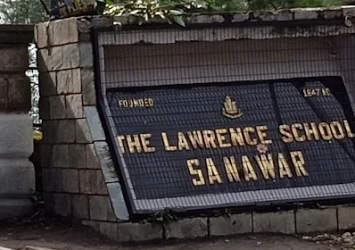 FOUNDED 1847 AD
THE LAWRENCE SCHOOL
SANAWAR